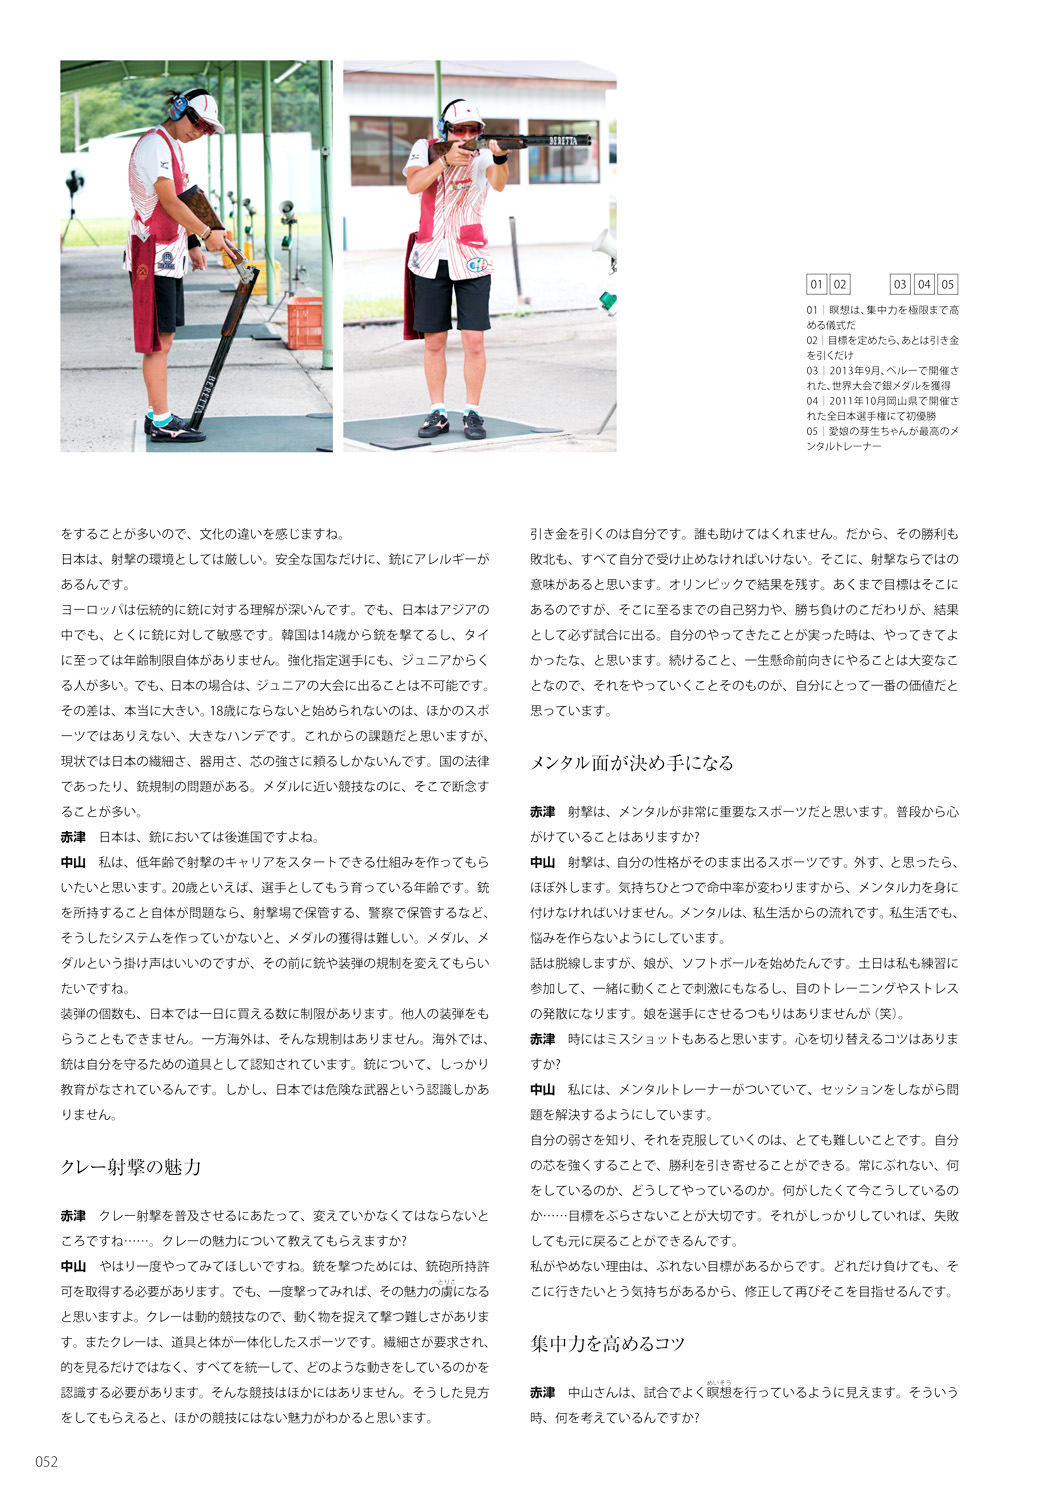 BERETTA
BERETTA
01 02 03 04 05
01｜瞑想は、集中力を極限まで高
める儀式だ
02｜目標を定めたら、あとは引き金
を引くだけ
03｜2013年9月、ペルーで開催さ
れた、世界大会で銀メダルを獲得
04｜2011年10月岡山県で開催さ
れた全日本選手権にて初優勝
05｜愛娘の芽生ちゃんが最高のメ
ンタルトレーナー
をすることが多いので、文化の違いを感じますね。
日本は、射撃の環境としては厳しい。安全な国なだけに、銃にアレルギーが
あるんです。
ヨーロッパは伝統的に銃に対する理解が深いんです。でも、日本はアジアの
中でも、とくに銃に対して敏感です。韓国は14歳から銃を撃てるし、タイ
に至っては年齢制限自体がありません。強化指定選手にも、ジュニアからく
る人が多い。でも、日本の場合は、ジュニアの大会に出ることは不可能です。
その差は、本当に大きい。18歳にならないと始められないのは、ほかのスポ
ーツではありえない、大きなハンデです。これからの課題だと思いますが、
現状では日本の繊細さ、器用さ、芯の強さに頼るしかないんです。国の法律
であったり、銃規制の問題がある。メダルに近い競技なのに、そこで断念す
ることが多い。
赤津　日本は、銃においては後進国ですよね。
中山　私は、低年齢で射撃のキャリアをスタートできる仕組みを作ってもら
いたいと思います。20歳といえば、選手としてもう育っている年齢です。銃
を所持すること自体が問題なら、射撃場で保管する、警察で保管するなど、
そうしたシステムを作っていかないと、メダルの獲得は難しい。メダル、メ
ダルという掛け声はいいのですが、その前に銃や装弾の規制を変えてもらい
たいですね。
装弾の個数も、日本では一日に買える数に制限があります。他人の装弾をも
らうこともできません。一方海外は、そんな規制はありません。海外では、
銃は自分を守るための道具として認知されています。銃について、しっかり
教育がなされているんです。しかし、日本では危険な武器という認識しかあ
りません。
クレー射撃の魅力
赤津　クレー射撃を普及させるにあたって、変えていかなくてはならないと
ころですね……。クレーの魅力について教えてもらえますか?
中山　やはり一度やってみてほしいですね。銃を撃つためには、銃砲所持許
とりこ
可を取得する必要があります。でも、一度撃ってみれば、その魅力の虜になる
と思いますよ。クレーは動的競技なので、動く物を捉えて撃つ難しさがありま
す。またクレーは、道具と体が一体化したスポーツです。繊細さが要求され、
的を見るだけではなく、すべてを統一して、どのような動きをしているのかを
認識する必要があります。そんな競技はほかにはありません。そうした見方
をしてもらえると、ほかの競技にはない魅力がわかると思います。
引き金を引くのは自分です。誰も助けてはくれません。だから、その勝利も
敗北も、すべて自分で受け止めなければいけない。そこに、射撃ならではの
意味があると思います。オリンピックで結果を残す。あくまで目標はそこに
あるのですが、そこに至るまでの自己努力や、勝ち負けのこだわりが、結果
として必ず試合に出る。自分のやってきたことが実った時は、やってきてよ
かったな、と思います。続けること、一生懸命前向きにやることは大変なこ
となので、それをやっていくことそのものが、自分にとって一番の価値だと
思っています。
メンタル面が決め手になる
赤津　射撃は、メンタルが非常に重要なスポーツだと思います。普段から心
がけていることはありますか?
中山　射撃は、自分の性格がそのまま出るスポーツです。外す、と思ったら、
ほぼ外します。気持ちひとつで命中率が変わりますから、メンタル力を身に
付けなければいけません。メンタルは、私生活からの流れです。私生活でも、
悩みを作らないようにしています。
話は脱線しますが、娘が、ソフトボールを始めたんです。土日は私も練習に
参加して、一緒に動くことで刺激にもなるし、目のトレーニングやストレス
の発散になります。娘を選手にさせるつもりはありませんが（笑）。
赤津　時にはミスショットもあると思います。心を切り替えるコツはありま
すか?
中山　私には、メンタルトレーナーがついていて、セッションをしながら問
題を解決するようにしています。
自分の弱さを知り、それを克服していくのは、とても難しいことです。自分
の芯を強くすることで、勝利を引き寄せることができる。常にぶれない、何
をしているのか、どうしてやっているのか。何がしたくて今こうしているの
か……目標をぶらさないことが大切です。それがしっかりしていれば、失敗
しても元に戻ることができるんです。
私がやめない理由は、ぶれない目標があるからです。どれだけ負けても、そ
こに行きたいとう気持ちがあるから、修正して再びそこを目指せるんです。
集中力を高めるコツ
めいそう
赤津　中山さんは、試合でよく瞑想を行っているように見えます。そういう
時、何を考えているんですか?
052